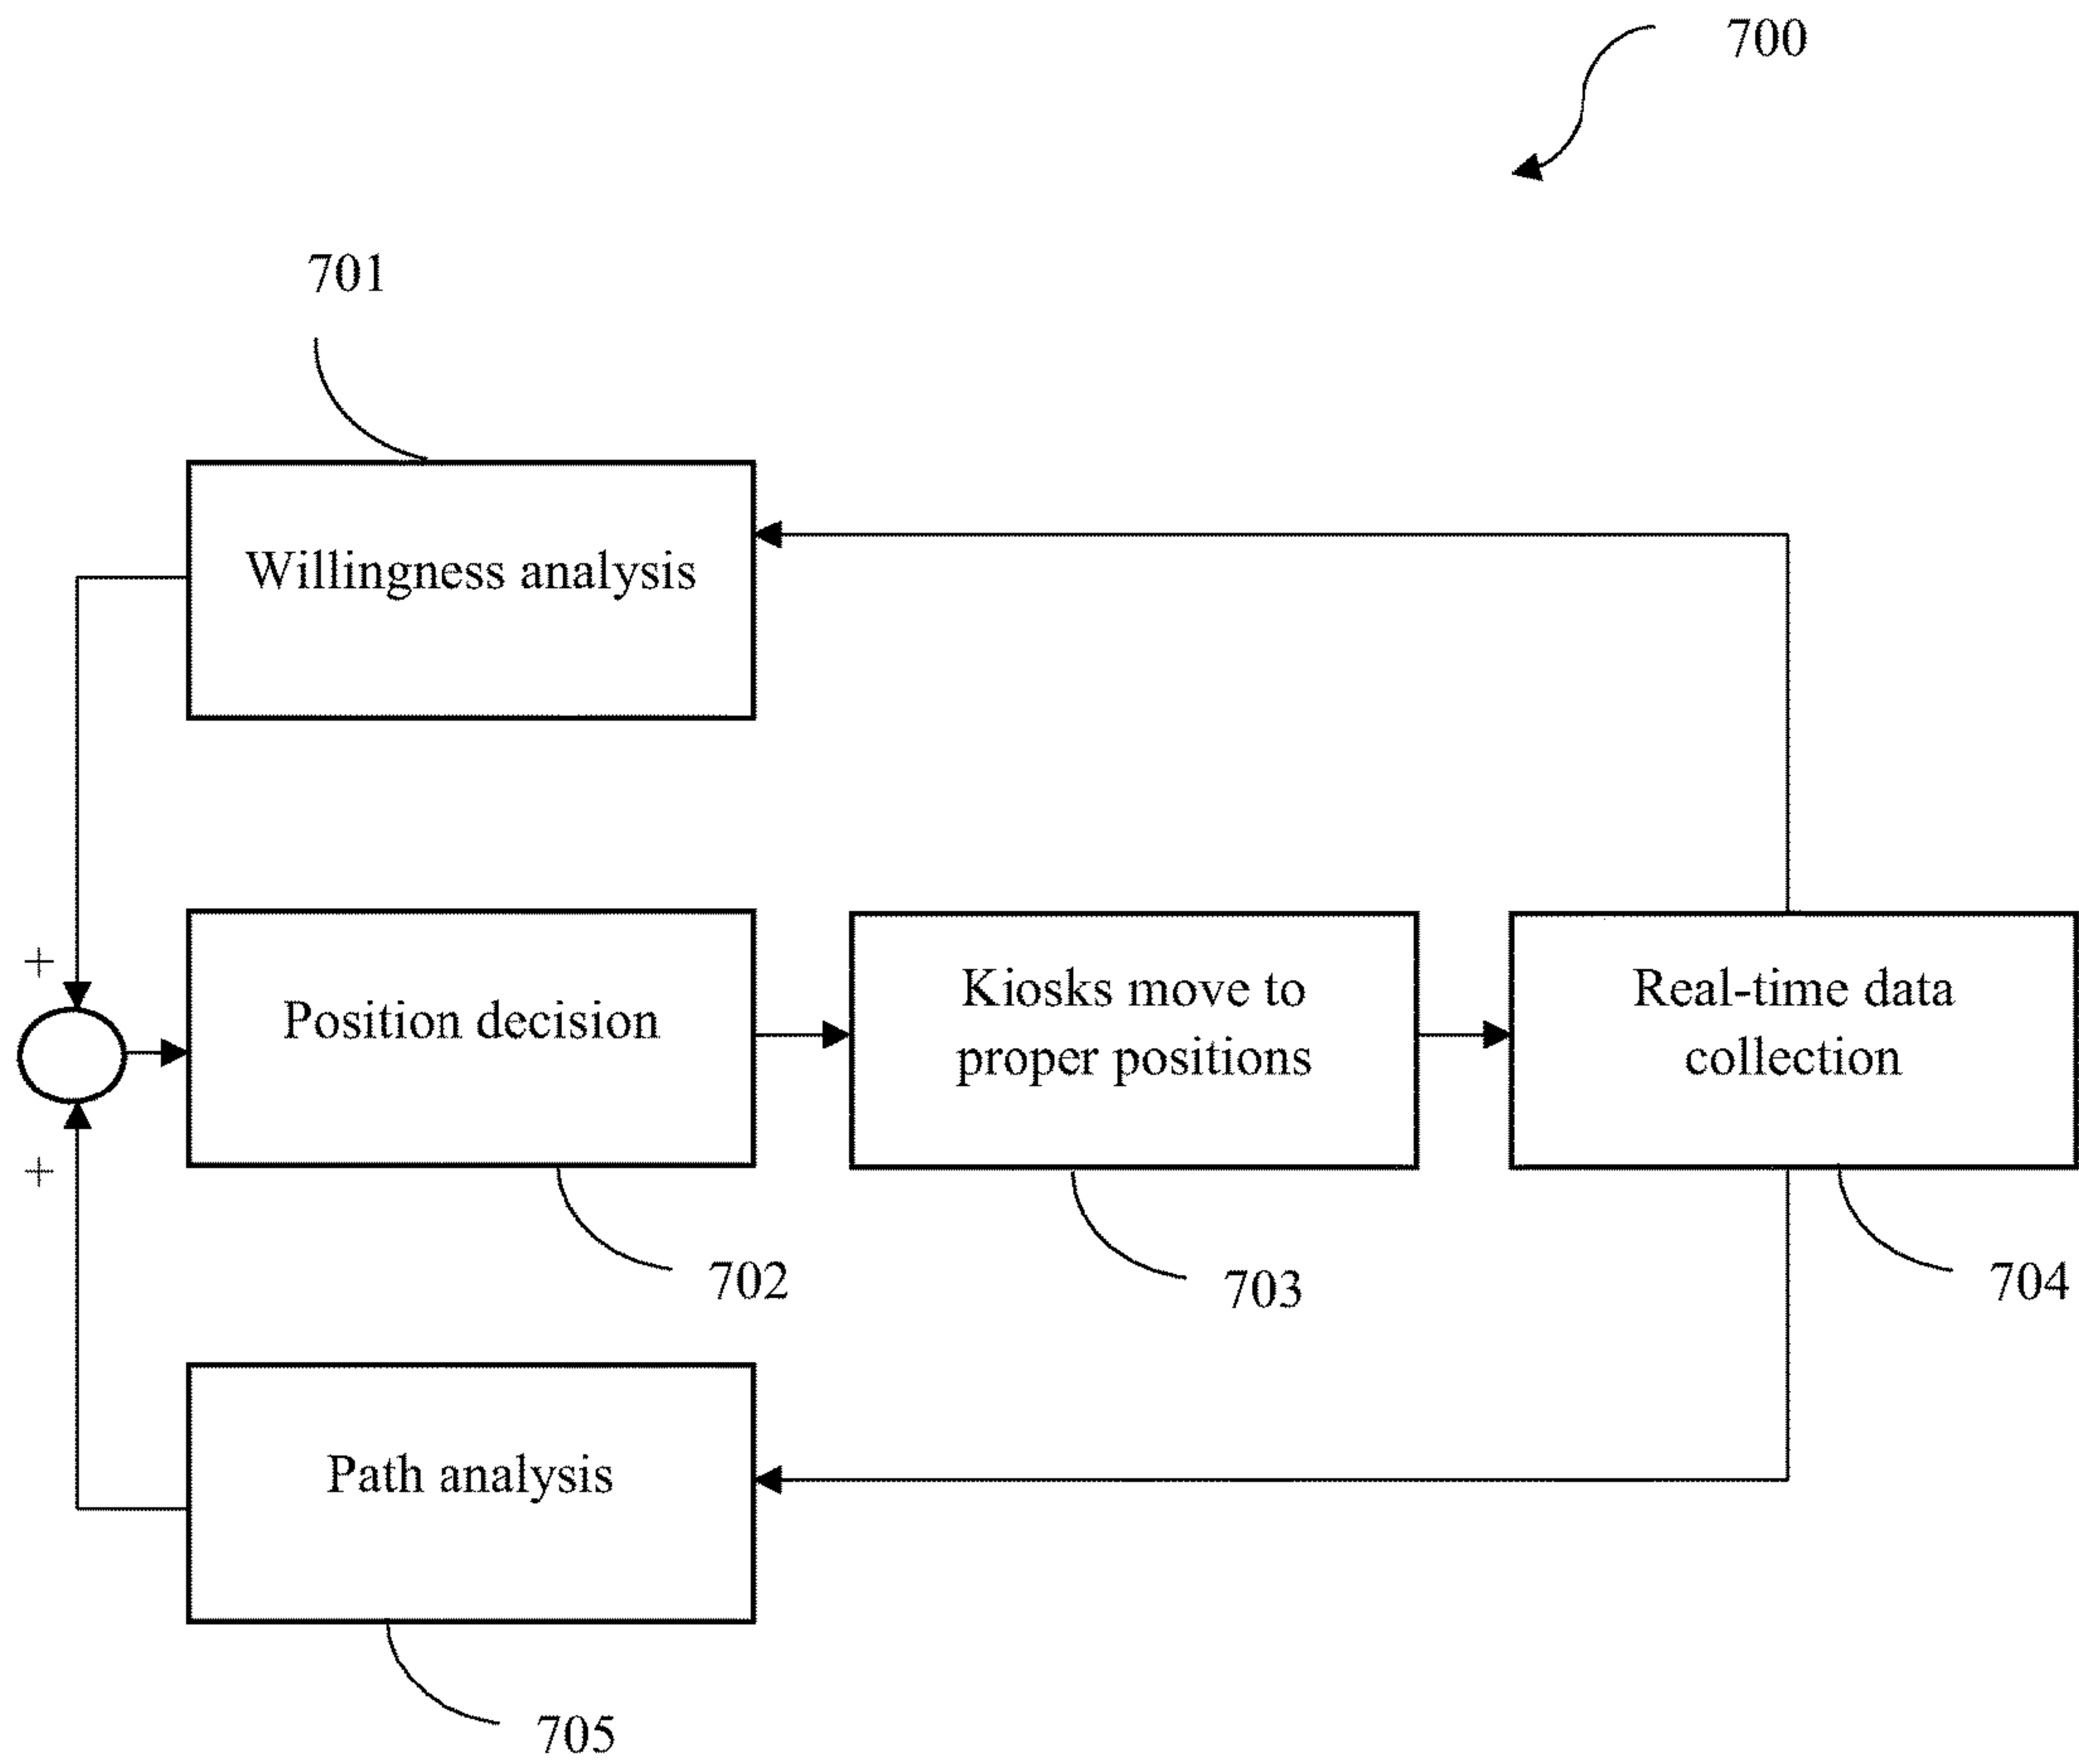 700
701
Willingness analysis
+
Position decision
Kiosks move to
proper positions
Real-time data
collection
+
702
703
704
Path analysis
705